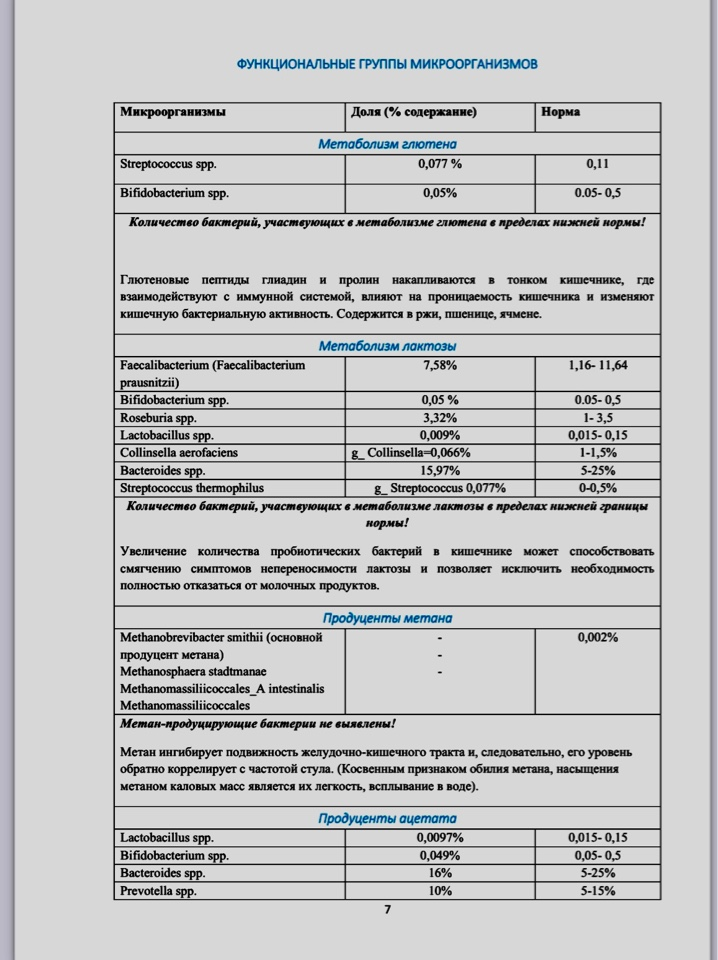 ФУНКЦИОНАЛЬНЫЕ ГРУППЫ МИКРООРГАНИЗМОВ
Микроорганизмы Доля (% содержание) Норма
Метаболизм глютена
Streptococcus spp. 0,077 % 0,11
Bifidobacterium spp. 0,05% 0.05- 0,5
Количество бактерий, участвующих в метаболизме глютена в пределах нижней нормы!
Глютеновые пептиды глиадин и пролин накапливаются в тонком кишечнике, где
взаимодействуют с иммунной системой, влияют на проницаемость кишечника и изменяют
кишечную бактериальную активность. Содержится в ржи, пшенице, ячмене.
Метаболизм лактозы
Faecalibacterium (Faecalibacterium 7,58% 1,16- 11,64
prausnitzii)
Bifidobacterium spp. 0,05 % 0.05- 0,5
Roseburia spp. 3,32% 1- 3,5
Lactobacillus spp. 0,009% 0,015- 0,15
Collinsella aerofaciens g_ Collinsella=0,066% 1-1,5%
Bacteroides spp. 15,97% 5-25%
Streptococcus thermophilus g_ Streptococcus 0,077% 0-0,5%
Количество бактерий, участвующих в метаболизме лактозы в пределах нижней границы
нормы!
Увеличение количества пробиотических бактерий в кишечнике может способствовать
смягчению симптомов непереносимости лактозы и позволяет исключить необходимость
полностью отказаться от молочных продуктов.
Продуценты метана
Methanobrevibacter smithii (основной - 0,002%
продуцент метана) -
Methanosphaera stadtmanae -
Methanomassiliicoccales_A intestinalis
Methanomassiliicoccales
Метан-продуцирующие бактерии не выявлены!
Метан ингибирует подвижность желудочно-кишечного тракта и, следовательно, его уровень
обратно коррелирует с частотой стула. (Косвенным признаком обилия метана, насыщения
метаном каловых масс является их легкость, всплывание в воде).
Продуценты ацетата
Lactobacillus spp. 0,0097% 0,015- 0,15
Bifidobacterium spp. 0,049% 0,05- 0,5
Bacteroides spp. 16% 5-25%
Prevotella spp. 10% 5-15%
7